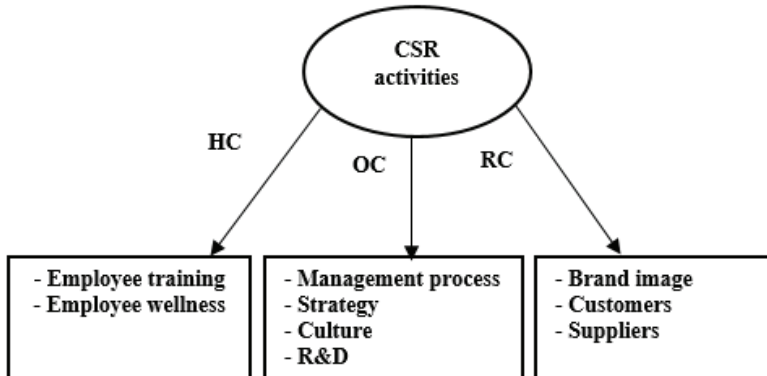 CSR
activities
HC
OC
RC
- Employee training
- Employee wellness
- Management process
- Strategy
- Culture
- R&D
- Brand image
- Customers
- Suppliers